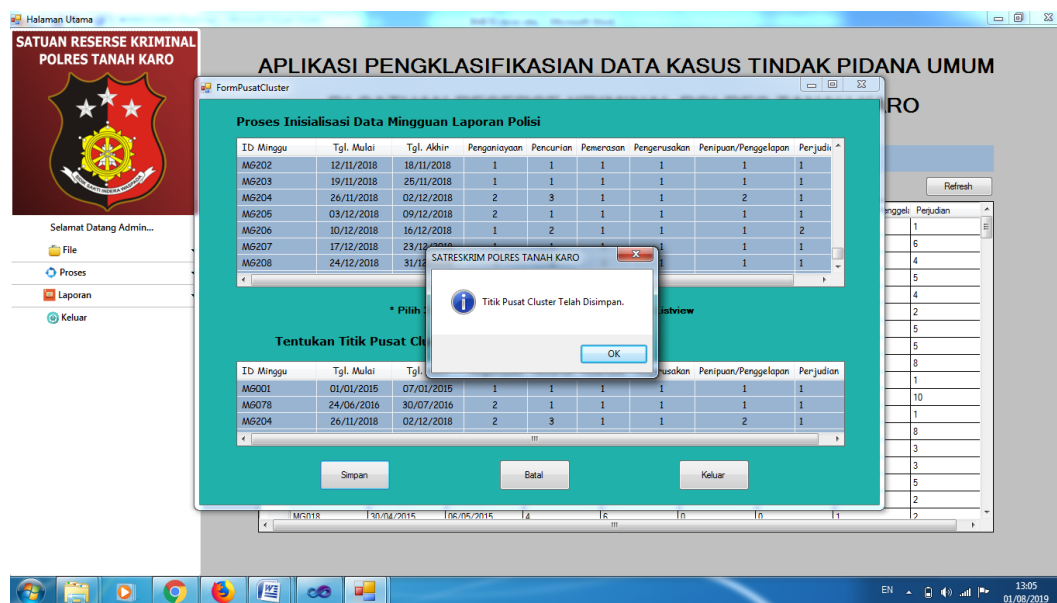 Halaman Utama
SATUAN RESERSE KRIMINAL
POLRES TANAH KARO
APLIKASI PENGKLASIFIKASIAN DATA KASUS TINDAK PIDANA UMUM
RO
Selamat Datang Admin...
File
Proses
Laporan
Keluar
Refresh
FormPusatCluster
Proses Inisialisasi Data Mingguan Laporan Polisi
ID Minggu Tgl. Mulai Tgl. Akhir Penganiayaan Pencurian Pemerasan Pengerusakan Penipuan/Penggelapan Perjudi
MG202 12/11/2018 18/11/2018 1 1 1 1 1 1
MG203 19/11/2018 25/11/2018 1 1 1 1 1 1
MG204 26/11/2018 02/12/2018 2 3 1 1 2 1
MG205 03/12/2018 09/12/2018 2 1 1 1 1 1
MG206 10/12/2018 16/12/2018 1 2 1 1 1 2
MG207 17/12/2018 23/12/2018 1 1
MG208 24/12/2018 31/12 1 1 1
* Pilih Listview
SATRESKRIM POLRES TANAH KARO
Titik Pusat Cluster Telah Disimpan.
OK
Tentukan Titik Pusat Cl
ID Minggu Tgl. Mulai Tgl. rusakan Penipuan/Penggelapan Perjudian
MG001 01/01/2015 07/01/2015 1 1 1 1 1 1
MG078 24/06/2016 30/07/2016 2 1 1 1 1 1
MG204 26/11/2018 02/12/2018 2 3 1 1 2 1
Simpan Batal Keluar
enggela Perjudian
1
6
4
5
4
2
5
5
8
1
10
1
8
3
3
5
2
MG018 30/04/2015 06/05/2015 4 6 0 0 1 2
EN 13:05
01/08/2019